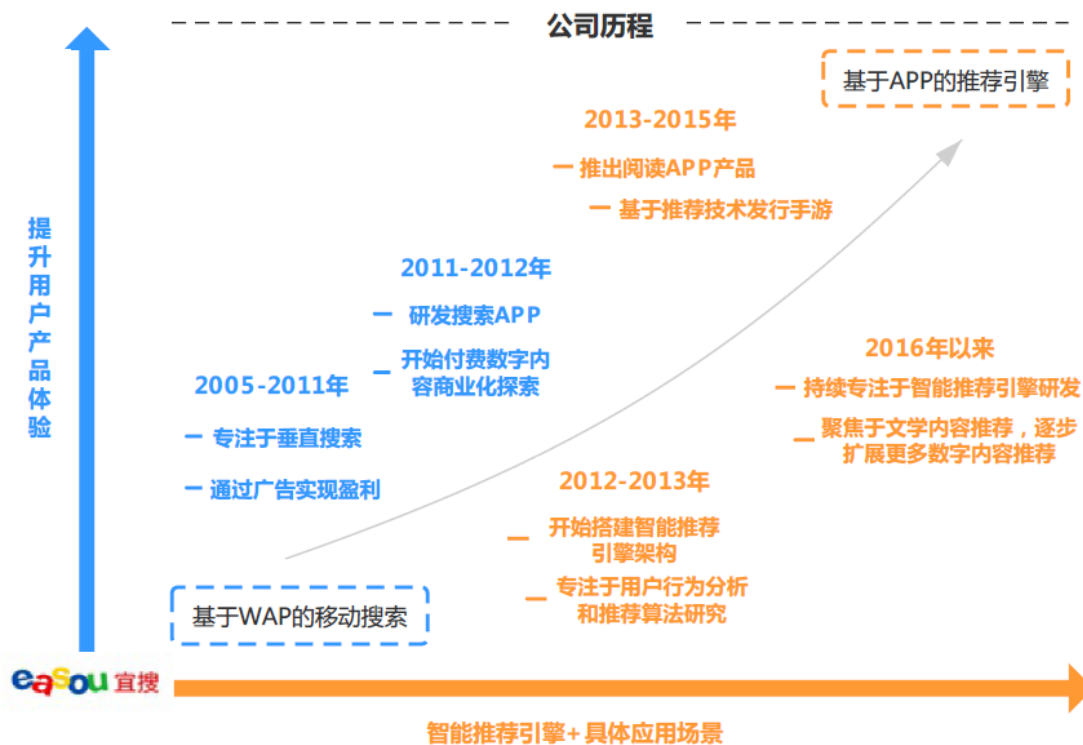 公司历程
基于APP的推荐引擎
2013-2015年
推出阅读APP产品
基于推荐技术发行手游
提升用户产品体验
2011-2012年
研发搜索APP
开始付费数字内
容商业化探索
2016年以来
持续专注于智能推荐引擎研发
聚焦于文学内容推荐，逐步
扩展更多数字内容推荐
2005-2011年
专注于垂直搜索
通过广告实现盈利
2012-2013年
开始搭建智能推荐
引擎架构
专注于用户行为分析
和推荐算法研究
基于WAP的移动搜索
easou 宜搜
智能推荐引擎+具体应用场景